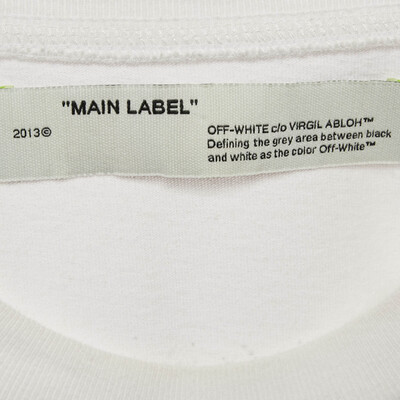 "MAIN LABEL"
2013©
OFF-WHITE c/o VIRGIL ABLOH™
Defining the grey area between black
and white as the color Off-White™